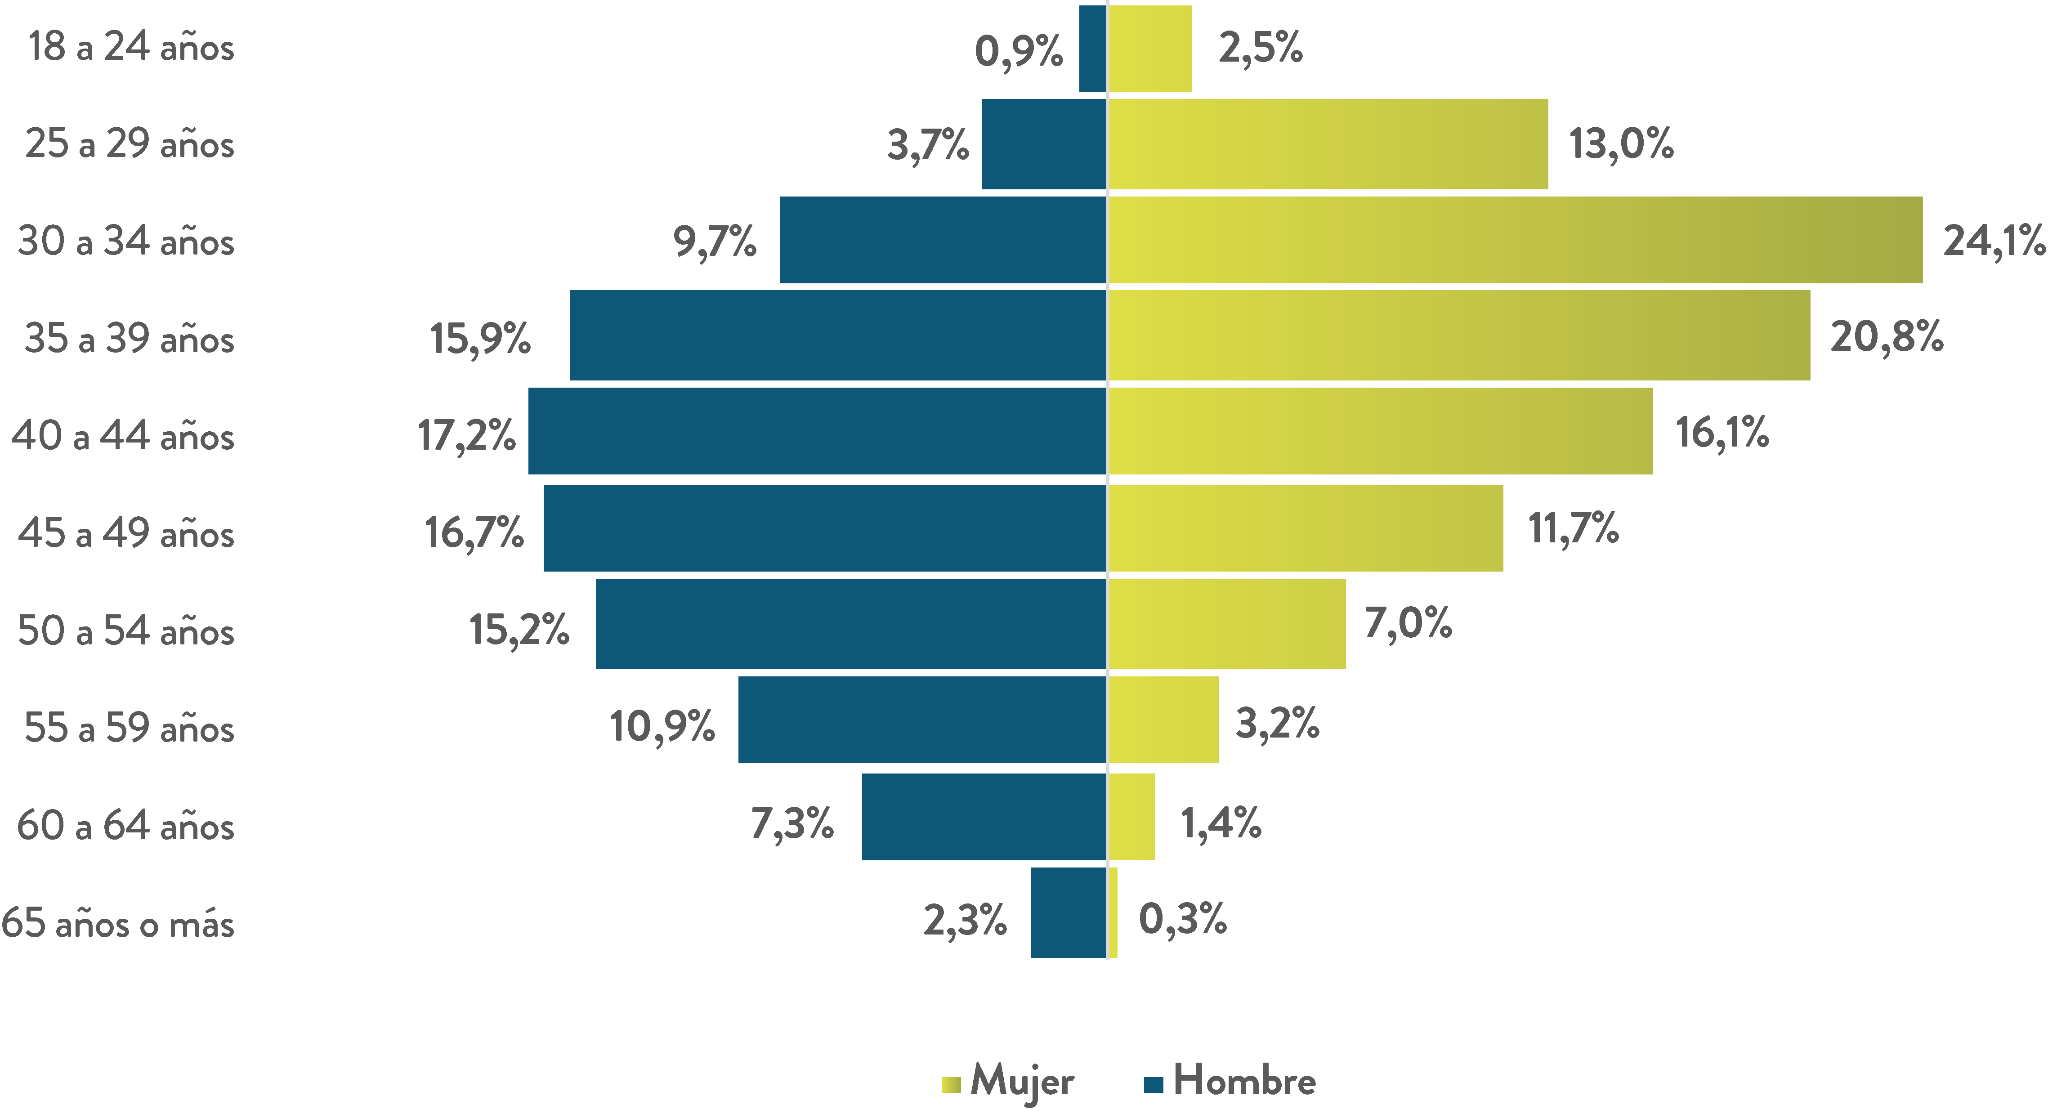 18 a 24 años 0,9% 2,5%
25 a 29 años 3,7% 13,0%
30 a 34 años 9,7% 24,1%
35 a 39 años 15,9% 20,8%
40 a 44 años 17,2% 16,1%
45 a 49 años 16,7% 11,7%
50 a 54 años 15,2% 7,0%
55 a 59 años 10,9% 3,2%
60 a 64 años 7,3% 1,4%
65 años o más 2,3% 0,3%
Mujer Hombre